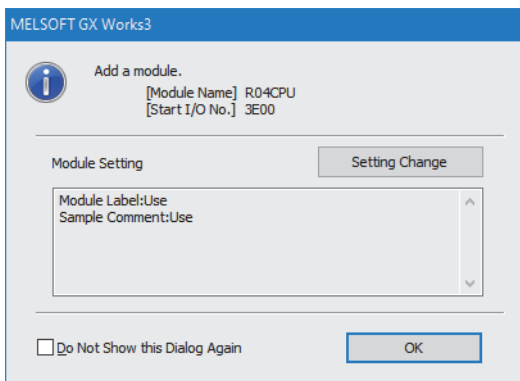 MELSOFT GX Works3
Add a module.
[Module Name] R04CPU
[Start I/O No.] 3E00
Module Setting
Setting Change
Module Label:Use
Sample Comment:Use
Do Not Show this Dialog Again
OK